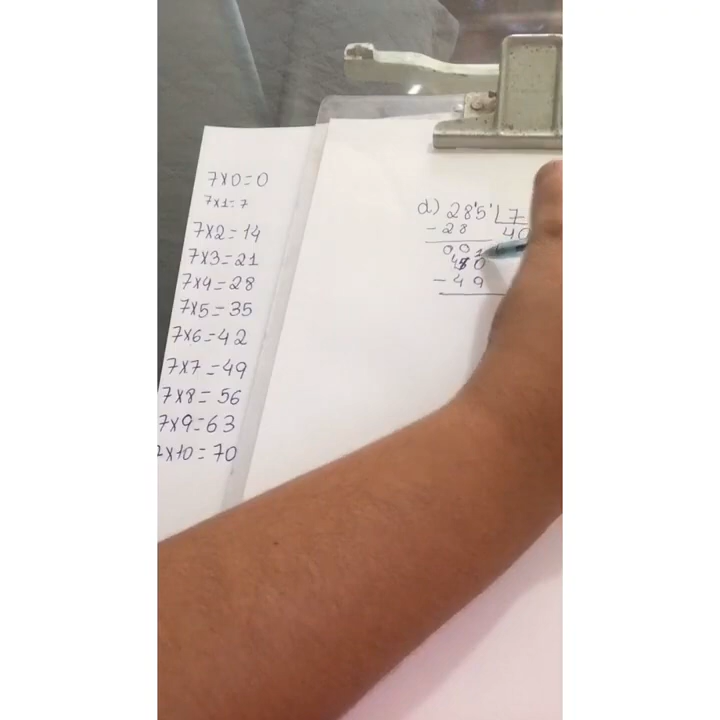 7x0=0
7x1=7
7x2=14
7x3=21
7x4=28
7x5=35
7x6=42
7x7=49
7x8=56
7x9=63
7x10=70
d) 28'5' 7
-28 40
00
- 49